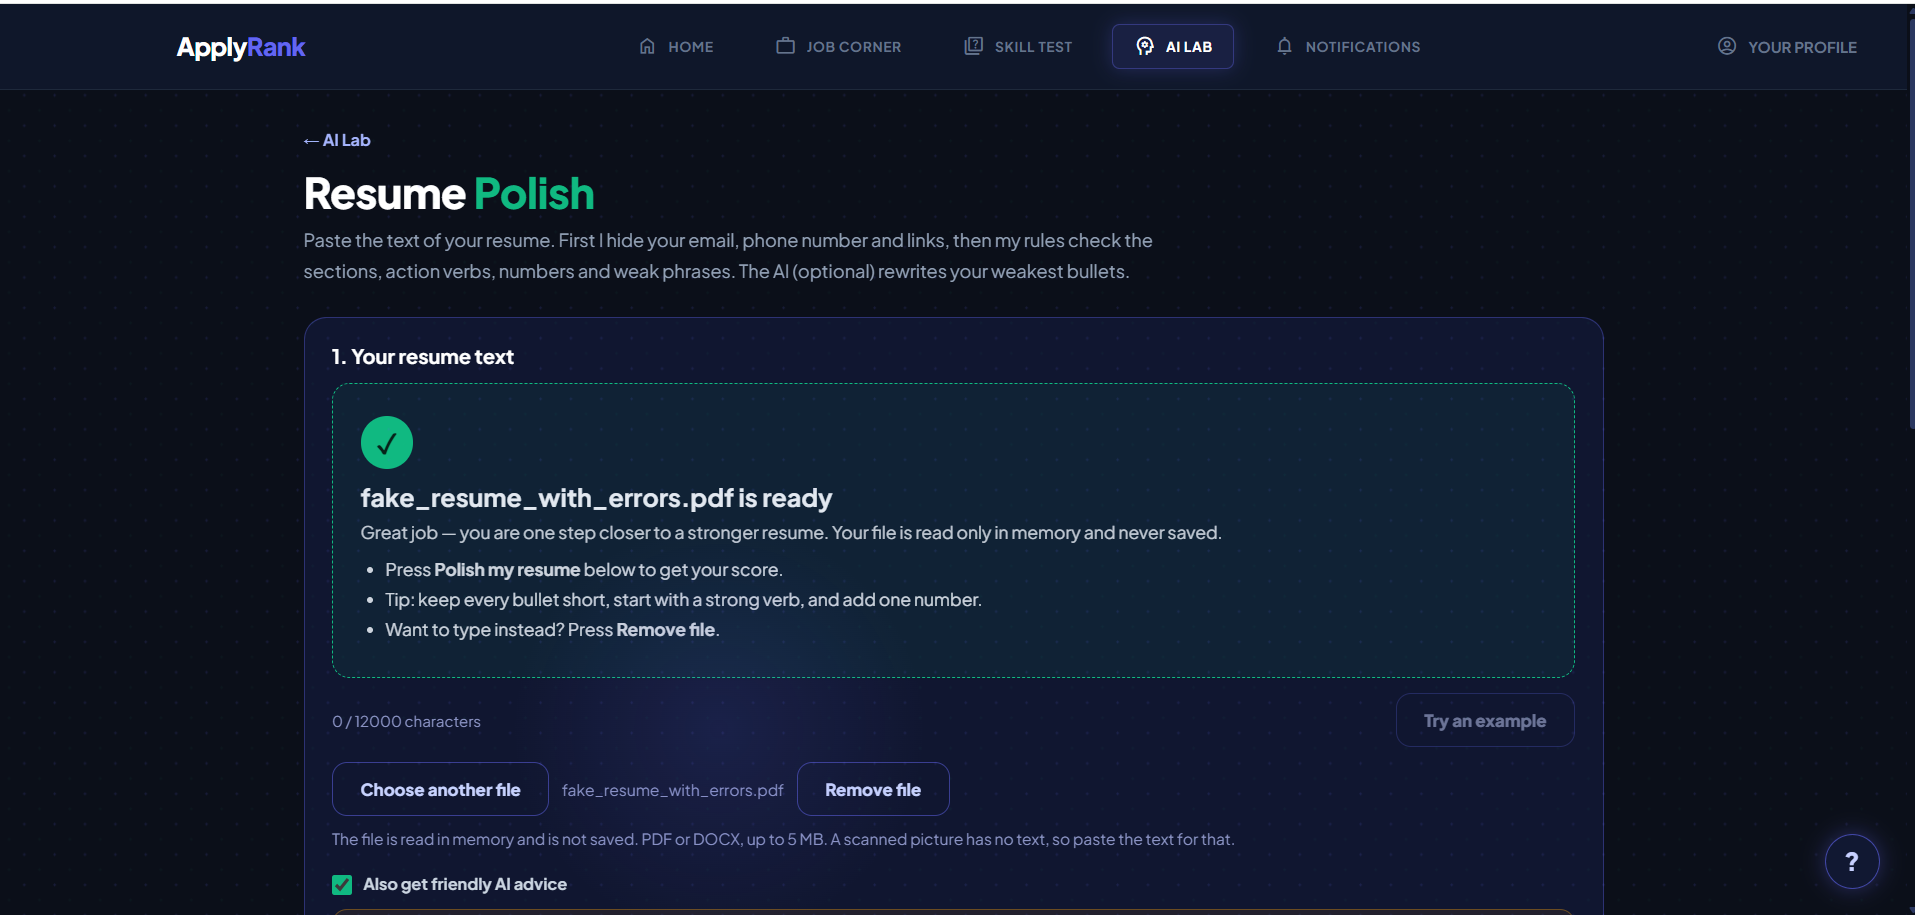 ApplyRank
HOME
JOB CORNER
SKILL TEST
AI LAB
NOTIFICATIONS
YOUR PROFILE
← AI Lab
Resume Polish
Paste the text of your resume. First I hide your email, phone number and links, then my rules check the
sections, action verbs, numbers and weak phrases. The AI (optional) rewrites your weakest bullets.
1. Your resume text
✓
fake_resume_with_errors.pdf is ready
Great job — you are one step closer to a stronger resume. Your file is read only in memory and never saved.
• Press Polish my resume below to get your score.
• Tip: keep every bullet short, start with a strong verb, and add one number.
• Want to type instead? Press Remove file.
0 / 12000 characters
Try an example
Choose another file
fake_resume_with_errors.pdf
Remove file
The file is read in memory and is not saved. PDF or DOCX, up to 5 MB. A scanned picture has no text, so paste the text for that.
Also get friendly AI advice
?